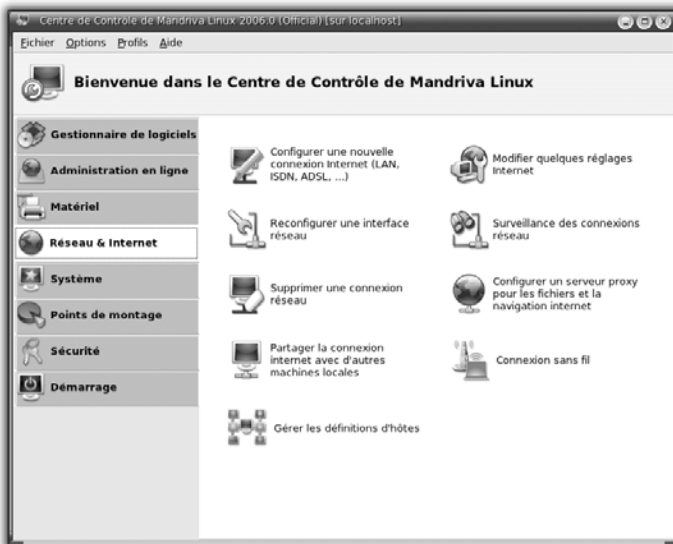 Centre de Contrôle de Mandriva Linux 2006.0 (Official) [sur localhost]
Fichier Options Profils Aide
Bienvenue dans le Centre de Contrôle de Mandriva Linux
Gestionnaire de logiciels
Administration en ligne
Matériel
Réseau & Internet
Système
Points de montage
Sécurité
Démarrage
Configurer une nouvelle
connexion Internet (LAN,
ISDN, ADSL, ...)
Modifier quelques réglages
Internet
Reconfigurer une interface
réseau
Surveillance des connexions
réseau
Supprimer une connexion
réseau
Configurer un serveur proxy
pour les fichiers et la
navigation internet
Partager la connexion
internet avec d'autres
machines locales
Connexion sans fil
Gérer les définitions d'hôtes